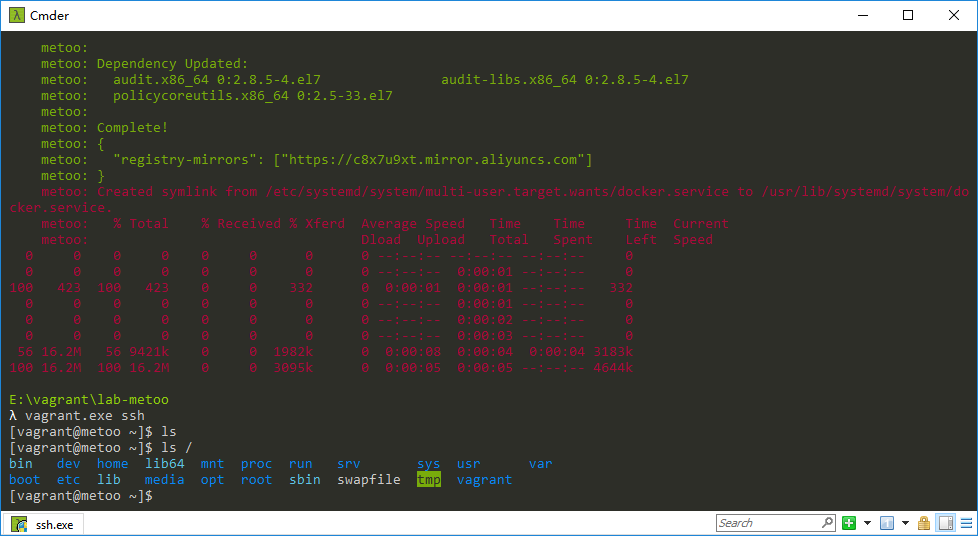 Cmder
metoo:
metoo: Dependency Updated:
metoo:   audit.x86_64 0:2.8.5-4.el7               audit-libs.x86_64 0:2.8.5-4.el7
metoo:   policycoreutils.x86_64 0:2.5-33.el7
metoo:
metoo: Complete!
metoo: {
metoo:   "registry-mirrors": ["https://c8x7u9xt.mirror.aliyuncs.com"]
metoo: }
metoo: Created symlink from /etc/systemd/system/multi-user.target.wants/docker.service to /usr/lib/systemd/system/do
cker.service.
metoo:   % Total    % Received % Xferd  Average Speed   Time    Time     Time  Current
metoo:                                  Dload  Upload   Total   Spent    Left  Speed
0     0    0     0    0     0      0      0 --:--:-- --:--:-- --:--:--     0
0     0    0     0    0     0      0      0 --:--:--  0:00:01 --:--:--     0
100   423  100   423    0     0    332      0  0:00:01  0:00:01 --:--:--   332
0     0    0     0    0     0      0      0 --:--:--  0:00:01 --:--:--     0
0     0    0     0    0     0      0      0 --:--:--  0:00:02 --:--:--     0
0     0    0     0    0     0      0      0 --:--:--  0:00:03 --:--:--     0
56 16.2M   56 9421k    0     0  1982k      0  0:00:08  0:00:04  0:00:04 3183k
100 16.2M  100 16.2M    0     0  3095k      0  0:00:05  0:00:05 --:--:-- 4644k
E:\vagrant\lab-metoo
λ vagrant.exe ssh
[vagrant@metoo ~]$ ls
[vagrant@metoo ~]$ ls /
bin   dev  home  lib64  mnt  proc  run   srv       sys  usr      var
boot  etc  lib   media  opt  root  sbin  swapfile  tmp  vagrant
[vagrant@metoo ~]$
ssh.exe
Search